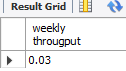 Result Grid
weekly
througput
0.03